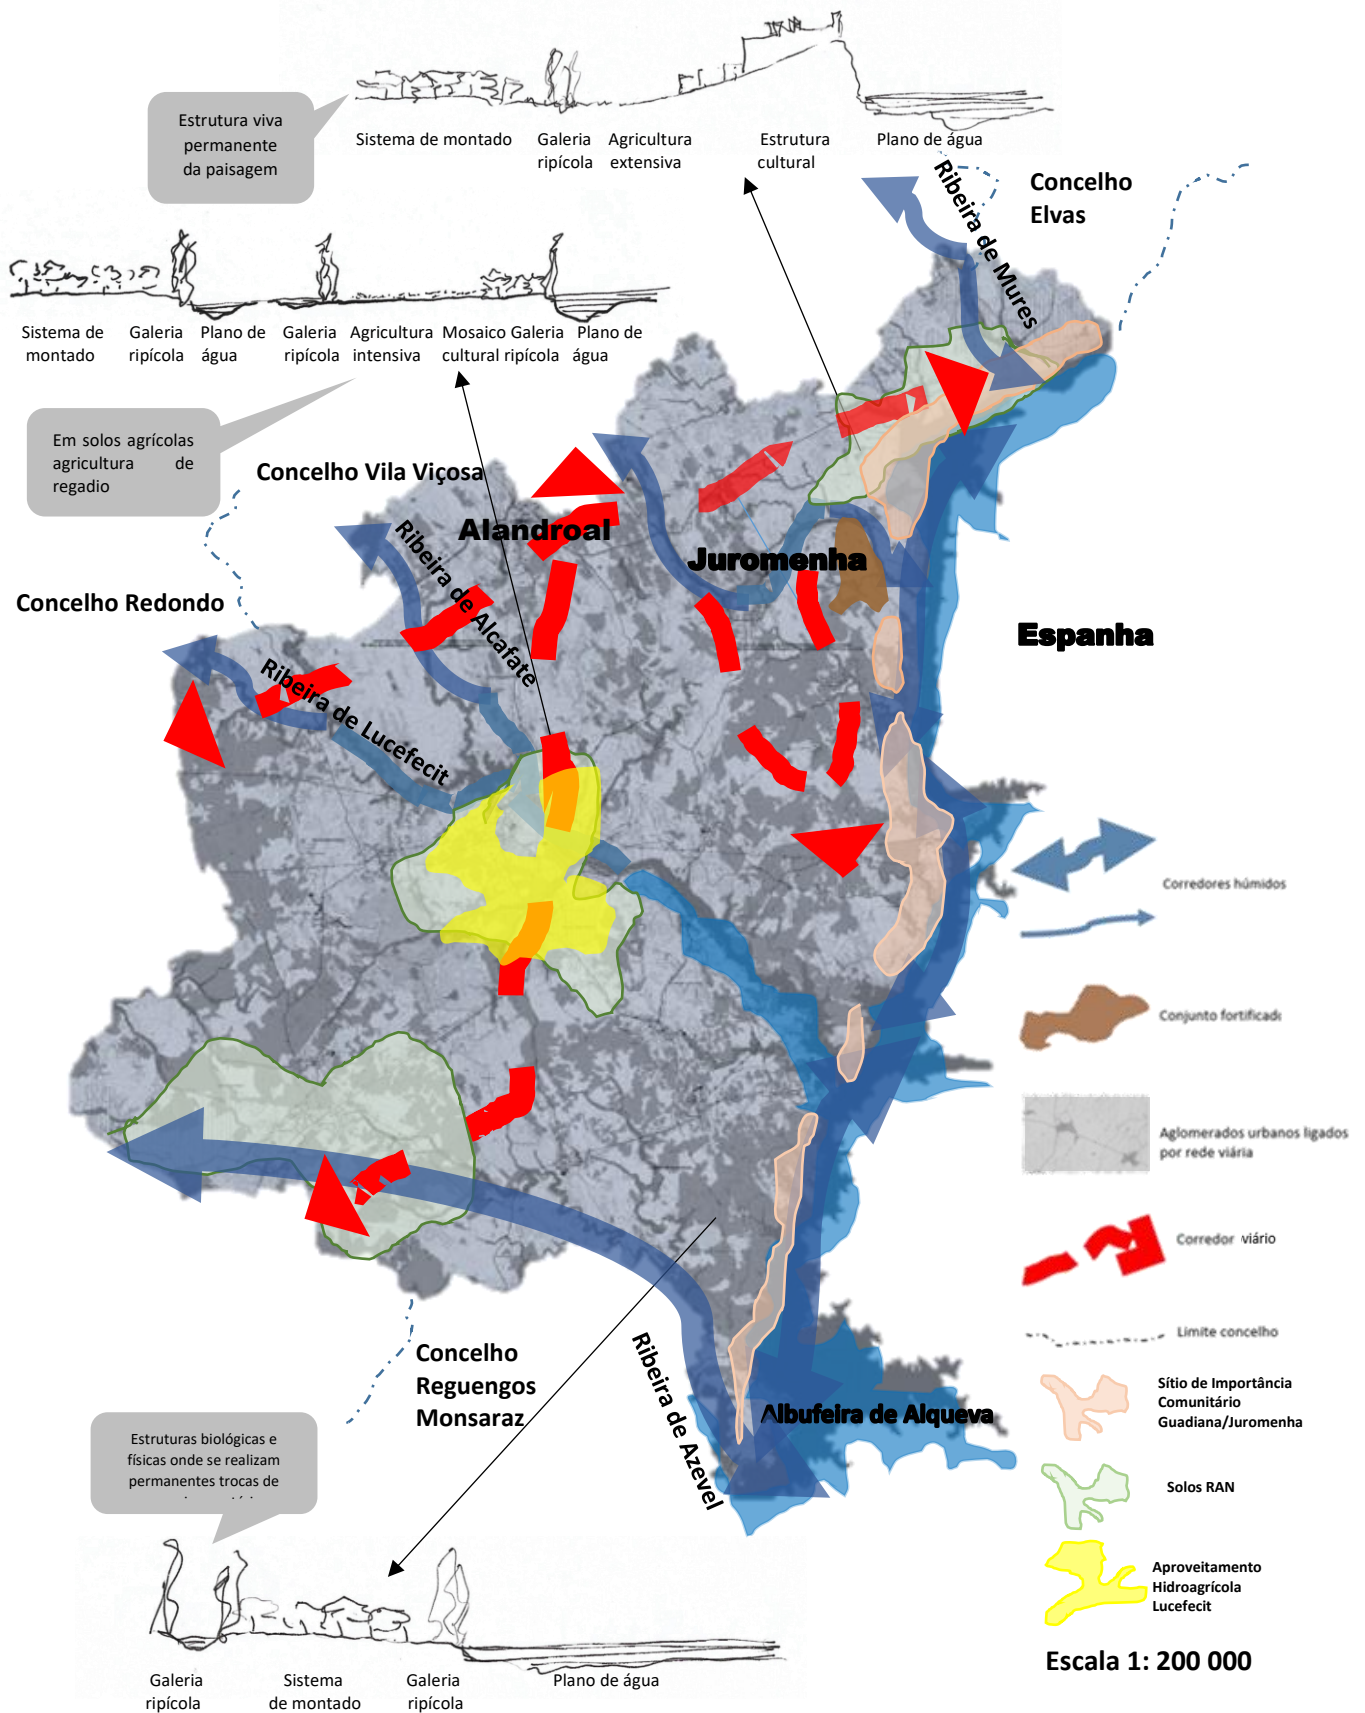 Estrutura viva
permanente
da paisagem
Sistema de montado
Galeria
ripícola
Agricultura
extensiva
Estrutura
cultural
Plano de água
Sistema de
montado
Galeria
ripícola
Plano de
água
Galeria
ripícola
Agricultura
intensiva
Mosaico
cultural
Galeria
ripícola
Plano de
água
Em solos agrícolas
agricultura de
regadio
Concelho
Elvas
Ribeira de Mures
Concelho Vila Viçosa
Alandroal
Juromenha
Concelho Redondo
Ribeira de Alcafate
Ribeira de Lucefecit
Espanha
Corredores húmidos
Conjunto fortificado
Aglomerados urbanos ligados
por rede viária
Corredor viário
Limite concelho
Sítio de Importância
Comunitário
Guadiana/Juromenha
Solos RAN
Aproveitamento
Hidroagrícola
Lucefecit
Escala 1: 200 000
Concelho
Reguengos
Monsaraz
Ribeira de Azevel
Albufeira de Alqueva
Estruturas biológicas e
físicas onde se realizam
permanentes trocas de
Galeria
ripícola
Sistema
de montado
Galeria
ripícola
Plano de água